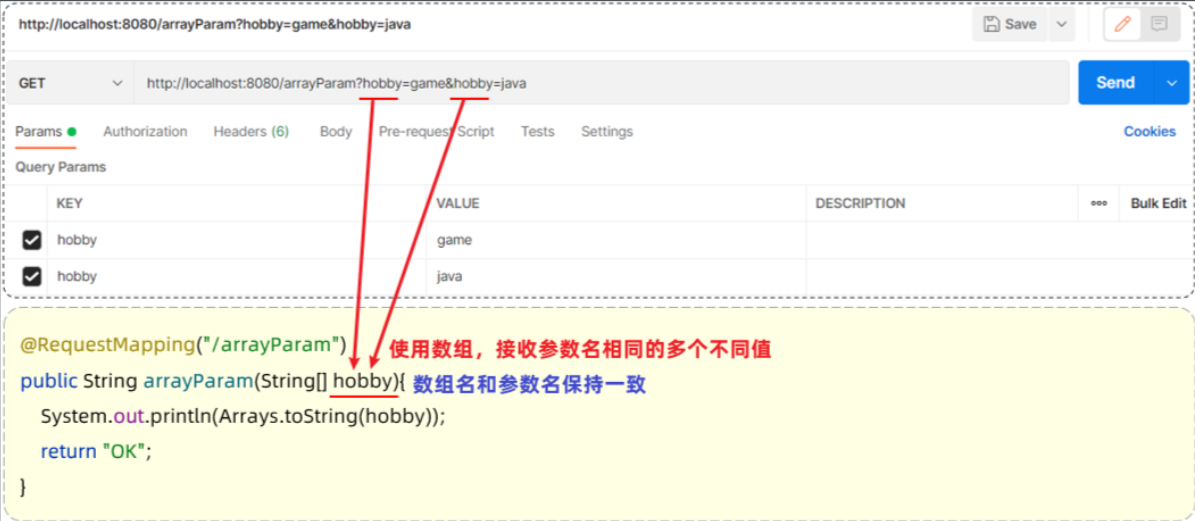 http://localhost:8080/arrayParam?hobby=game&hobby=java
Save
GET http://localhost:8080/arrayParam?hobby=game&hobby=java Send
Params Authorization Headers (6) Body Pre-request Script Tests Settings Cookies
Query Params
KEY VALUE DESCRIPTION ooo Bulk Edit
hobby game
hobby java
@RequestMapping("/arrayParam") 使用数组，接收参数名相同的多个不同值
public String arrayParam(String[] hobby){ 数组名和参数名保持一致
System.out.println(Arrays.toString(hobby));
return "OK";
}